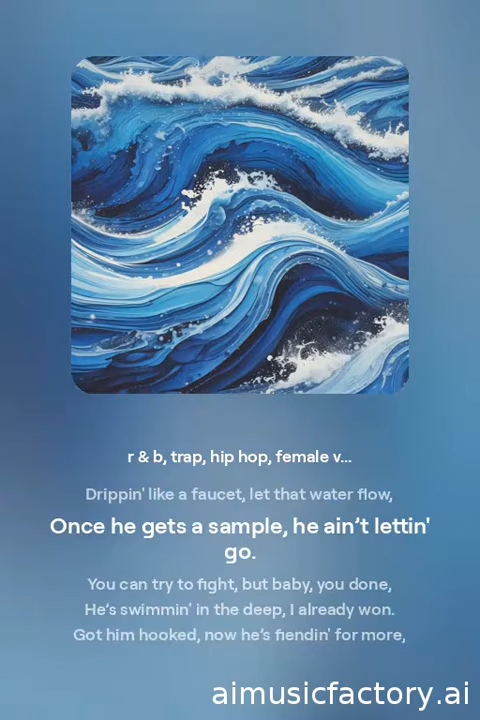 r & b, trap, hip hop, female v...
Drippin' like a faucet, let that water flow,
Once he gets a sample, he ain’t lettin'
go.
You can try to fight, but baby, you done,
He’s swimmin' in the deep, I already won.
Got him hooked, now he’s fiendin' for more,
aimusicfactory.ai